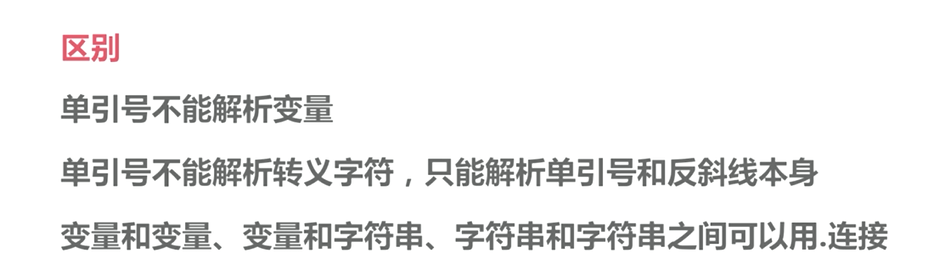 区别
单引号不能解析变量
单引号不能解析转义字符，只能解析单引号和反斜线本身
变量和变量、变量和字符串、字符串和字符串之间可以用.连接